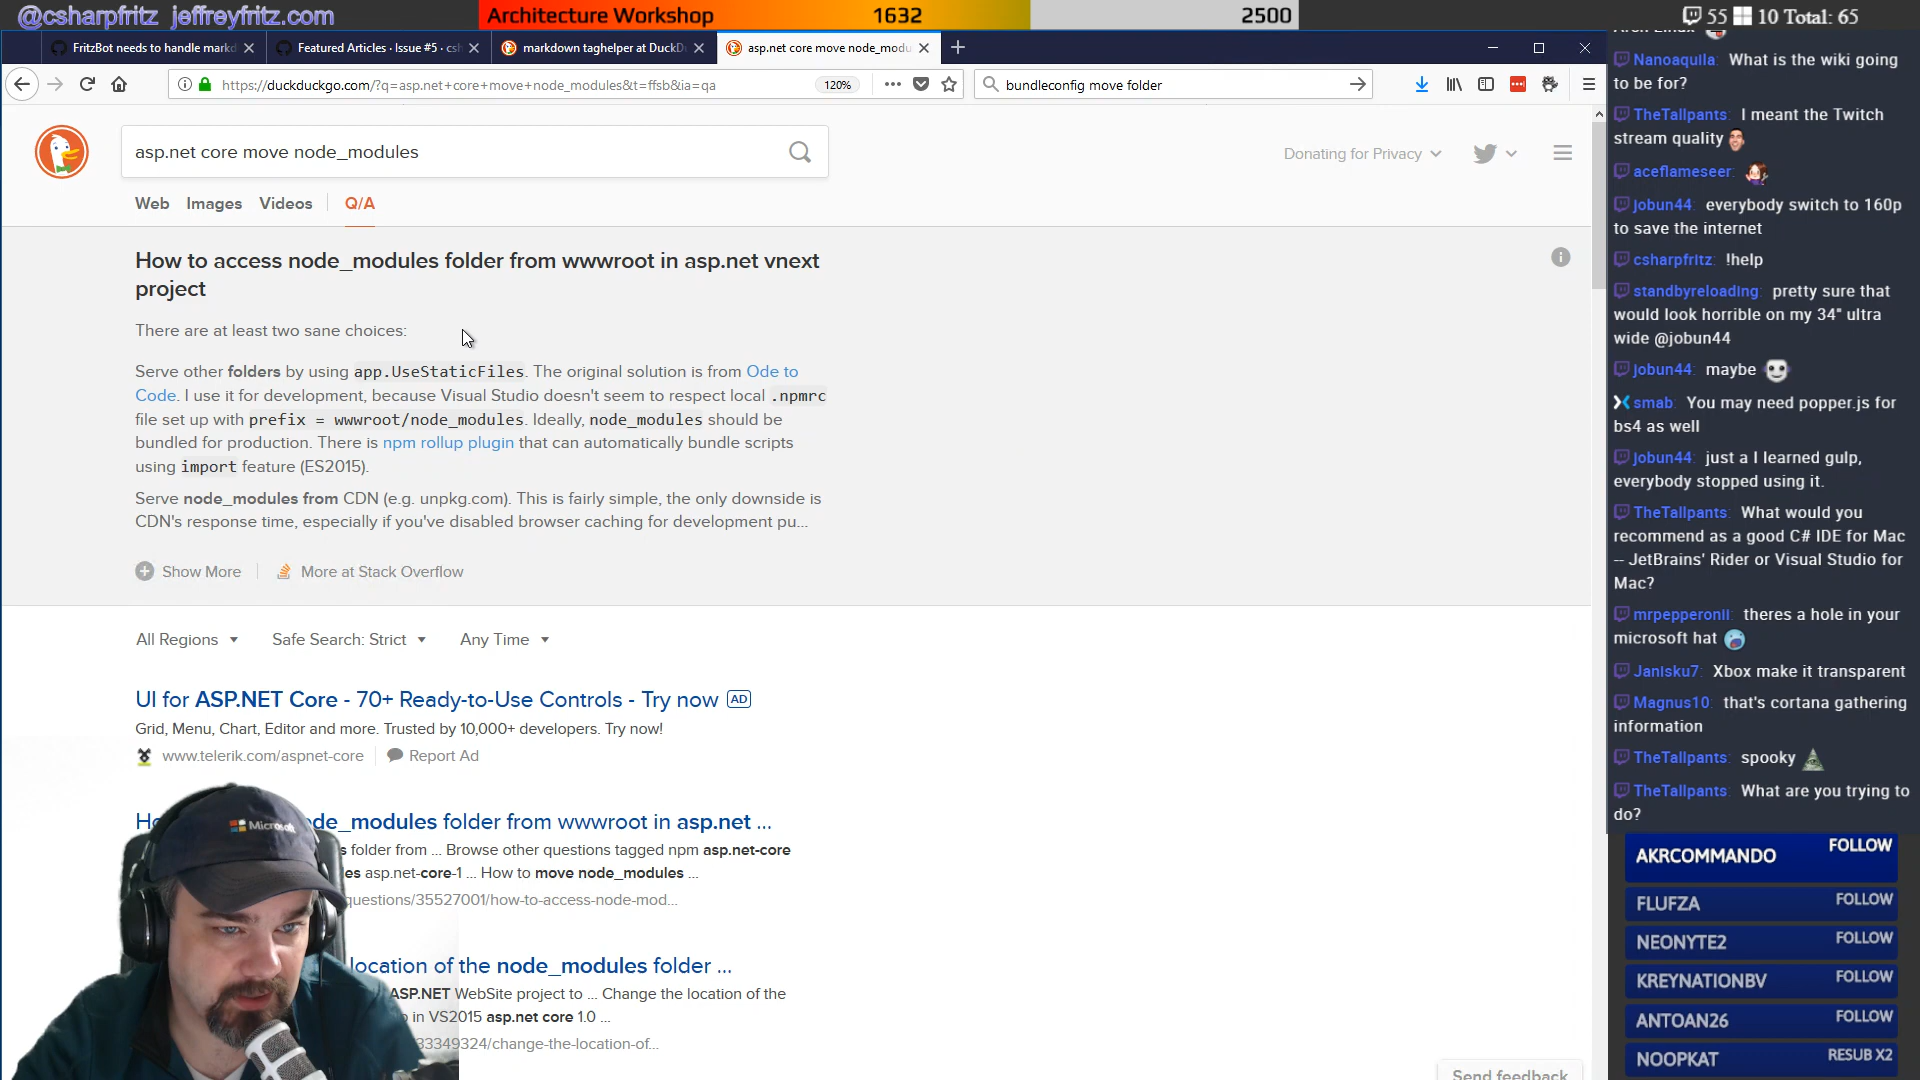 @csharpfritz jeffreyfritz.com
Architecture Workshop 1632 2500
55 10 Total: 65
FritzBot needs to handle markd
Featured Articles · Issue #5 · csh
markdown taghelper at DuckD
asp.net core move node_modu
https://duckduckgo.com/?q=asp.net+core+move+node_modules&t=ffsb&ia=qa
120%
bundleconfig move folder
asp.net core move node_modules
Donating for Privacy
Web Images Videos Q/A
How to access node_modules folder from wwwroot in asp.net vnext
project
There are at least two sane choices:
Serve other folders by using app.UseStaticFiles. The original solution is from Ode to
Code. I use it for development, because Visual Studio doesn't seem to respect local .npmrc
file set up with prefix = wwwroot/node_modules. Ideally, node_modules should be
bundled for production. There is npm rollup plugin that can automatically bundle scripts
using import feature (ES2015).
Serve node_modules from CDN (e.g. unpkg.com). This is fairly simple, the only downside is
CDN's response time, especially if you've disabled browser caching for development pu...
Show More
More at Stack Overflow
All Regions Safe Search: Strict Any Time
UI for ASP.NET Core - 70+ Ready-to-Use Controls - Try now AD
Grid, Menu, Chart, Editor and more. Trusted by 10,000+ developers. Try now!
www.telerik.com/aspnet-core Report Ad
de_modules folder from wwwroot in asp.net ...
s folder from ... Browse other questions tagged npm asp.net-core
es asp.net-core-1 ... How to move node_modules ...
questions/35527001/how-to-access-node-mod...
location of the node_modules folder ...
ASP.NET WebSite project to ... Change the location of the
in VS2015 asp.net core 1.0 ...
33349324/change-the-location-of...
Send feedback
Microsoft
Nanoaquila: What is the wiki going
to be for?
TheTallpants: I meant the Twitch
stream quality
aceflameseer:
jobun44: everybody switch to 160p
to save the internet
csharpfritz: !help
standbyreloading: pretty sure that
would look horrible on my 34" ultra
wide @jobun44
jobun44: maybe
smab: You may need popper.js for
bs4 as well
jobun44: just a I learned gulp,
everybody stopped using it.
TheTallpants: What would you
recommend as a good C# IDE for Mac
-- JetBrains' Rider or Visual Studio for
Mac?
mrpepperonii: theres a hole in your
microsoft hat
Janisku7: Xbox make it transparent
Magnus10: that's cortana gathering
information
TheTallpants: spooky
TheTallpants: What are you trying to
do?
AKRCOMMANDO FOLLOW
FLUFZA FOLLOW
NEONYTE2 FOLLOW
KREYNATIONBV FOLLOW
ANTOAN26 FOLLOW
NOOPKAT RESUB X2